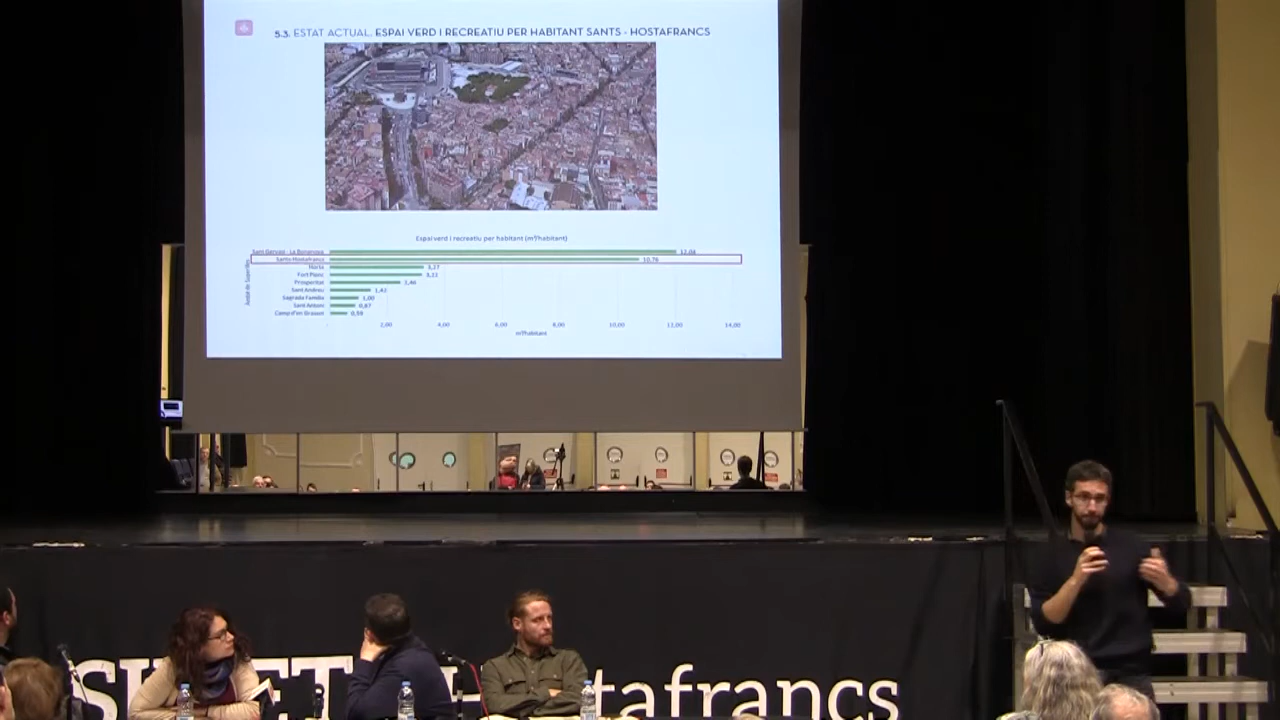 5.3. ESTAT ACTUAL. ESPAI VERD I RECREATIU PER HABITANT SANTS - HOSTAFRANCS
Espai verd i recreatiu per habitant (m²/habitant)
Sant Gervasi - La Bonanova 12,04
Sants-Hostafrancs 10,76
Horta 3,27
Fort Pienc 3,22
Prosperitat 2,46
Sant Andreu 1,42
Sagrada Família 1,00
Sant Antoni 0,87
Camp d'en Grassot 0,59
2,00 4,00 6,00 8,00 10,00 12,00 14,00
m²/habitant
tafrancs